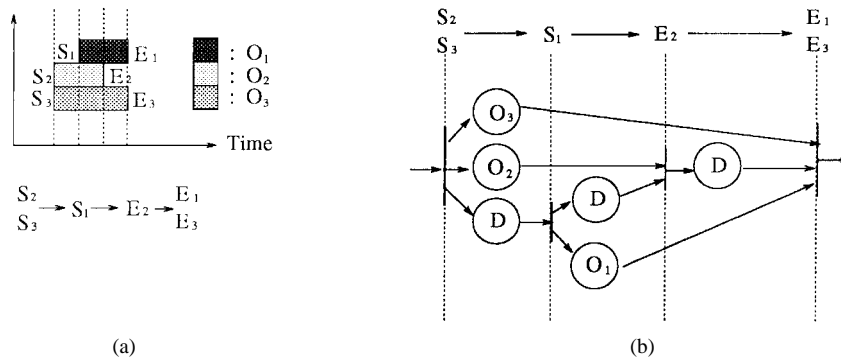 S₁ E₁ : O₁
S₂ E₂ : O₂
S₃ E₃ : O₃
Time
S₂ E₁
S₃ → S₁ → E₂ → E₃
(a)
S₂ E₁
S₃ → S₁ → E₂ → E₃
O₃
O₂ D
D D
O₁
(b)